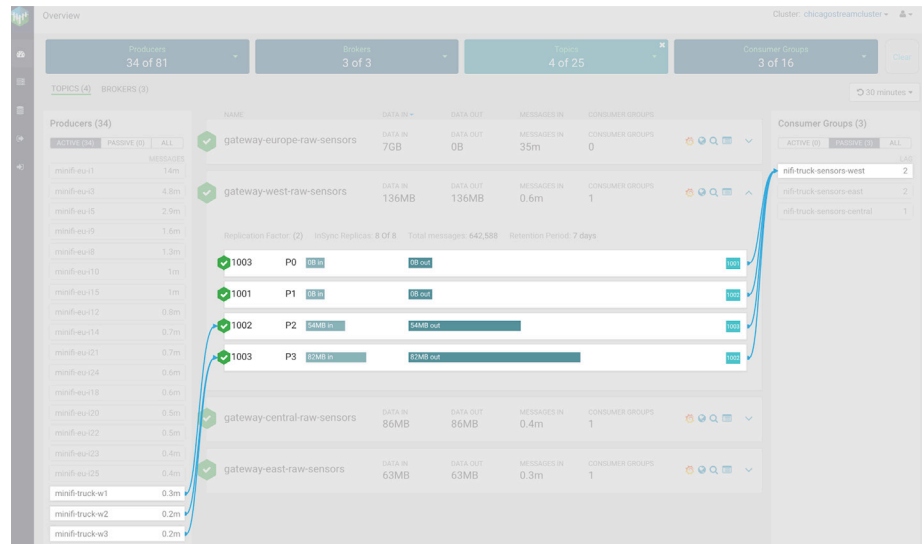 Overview
Cluster: chicagostreamcluster
Producers
34 of 81
Brokers
3 of 3
Topics
4 of 25
Consumer Groups
3 of 16
Clear
TOPICS (4) BROKERS (3)
30 minutes
Producers (34)
ACTIVE (34) PASSIVE (0) ALL
MESSAGES
minifi-eu-i1 14m
minifi-eu-i3 4.8m
minifi-eu-i5 2.9m
1.6m
minifi-eu-i8 1.3m
minifi-eu-i10 1m
minifi-eu-i15 1m
minifi-eu-i12 0.8m
minifi-eu-i14 0.7m
minifi-eu-i21 0.7m
minifi-eu-i24 0.6m
minifi-eu-i18 0.6m
minifi-eu-i20 0.5m
minifi-eu-i22 0.5m
minifi-eu-i23 0.4m
minifi-eu-i25 0.4m
minifi-truck-w1 0.3m
minifi-truck-w2 0.2m
minifi-truck-w3 0.2m
NAME DATA IN DATA OUT MESSAGES IN CONSUMER GROUPS
DATA IN DATA OUT MESSAGES IN CONSUMER GROUPS
gateway-europe-raw-sensors 7GB 0B 35m 0
DATA IN DATA OUT MESSAGES IN CONSUMER GROUPS
gateway-west-raw-sensors 136MB 136MB 0.6m 1
Replication Factor: (2) InSync Replicas: 8 Of 8 Total messages: 642,588 Retention Period: 7 days
1003 P0 0B in 0B out 1001
1001 P1 0B in 0B out 1002
1002 P2 54MB in 54MB out 1003
1003 P3 82MB in 82MB out 1002
DATA IN DATA OUT MESSAGES IN CONSUMER GROUPS
gateway-central-raw-sensors 86MB 86MB 0.4m 1
DATA IN DATA OUT MESSAGES IN CONSUMER GROUPS
gateway-east-raw-sensors 63MB 63MB 0.3m 1
Consumer Groups (3)
ACTIVE (0) PASSIVE (3) ALL
LAG
nifi-truck-sensors-west 2
nifi-truck-sensors-east 2
nifi-truck-sensors-central 1